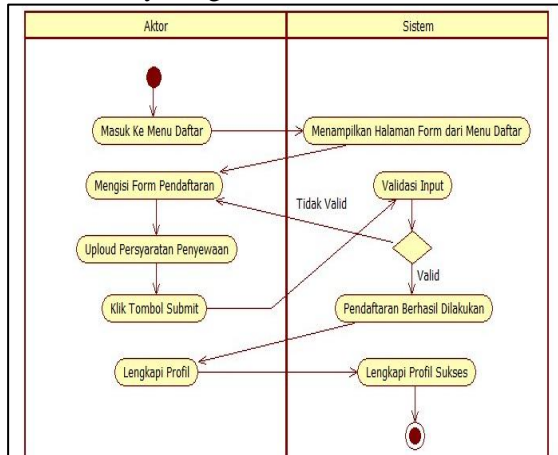 Aktor
Sistem
Masuk Ke Menu Daftar
Menampilkan Halaman Form dari Menu Daftar
Mengisi Form Pendaftaran
Validasi Input
Tidak Valid
Uploud Persyaratan Penyewaan
Valid
Klik Tombol Submit
Pendaftaran Berhasil Dilakukan
Lengkapi Profil
Lengkapi Profil Sukses